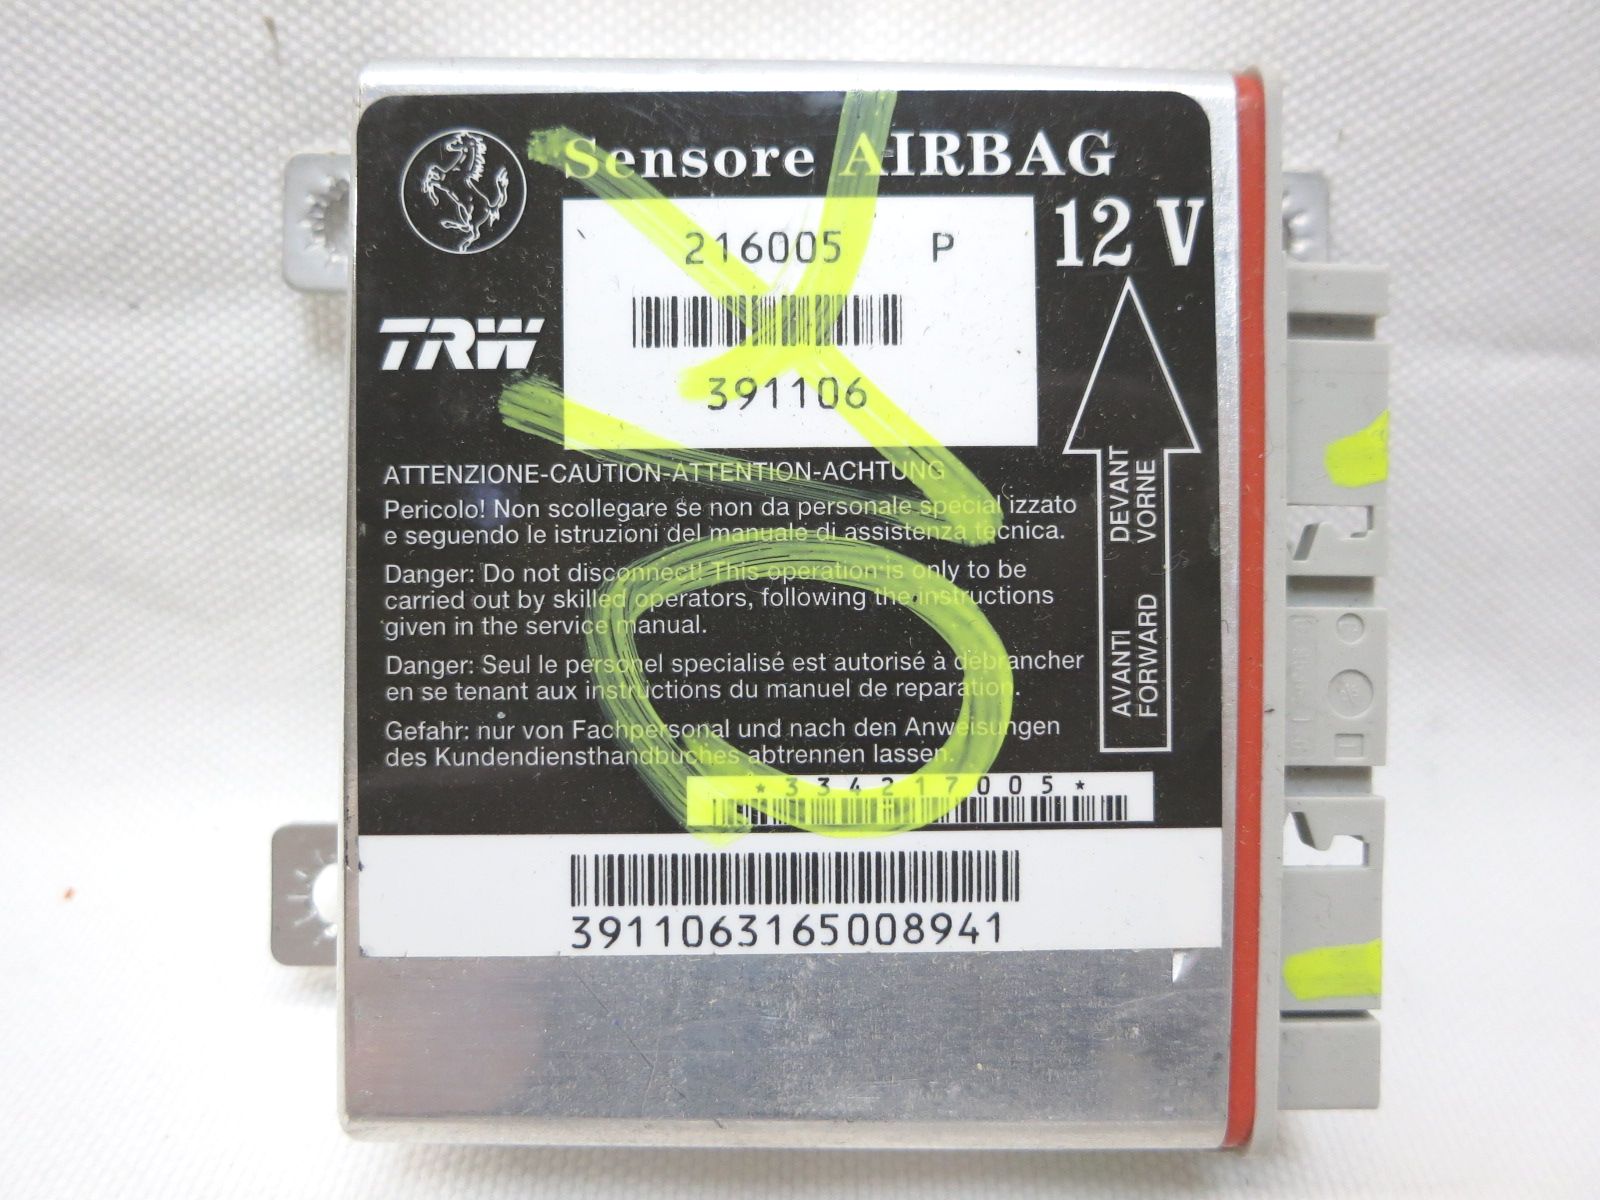 Sensore AIRBAG
216005 P
12 V
TRW
391106
ATTENZIONE-CAUTION-ATTENTION-ACHTUNG
Pericolo! Non scollegare se non da personale special izzato
e seguendo le istruzioni del manuale di assistenza tecnica.
Danger: Do not disconnect! This operation is only to be
carried out by skilled operators, following the instructions
given in the service manual.
Danger: Seul le personel specialisé est autorisé à debrancher
en se tenant aux instructions du manuel de reparation.
Gefahr: nur von Fachpersonal und nach den Anweisungen
des Kundendiensthandbuches abtrennen lassen.
AVANTI DEVANT
FORWARD VORNE
*334217005*
3911063165008941